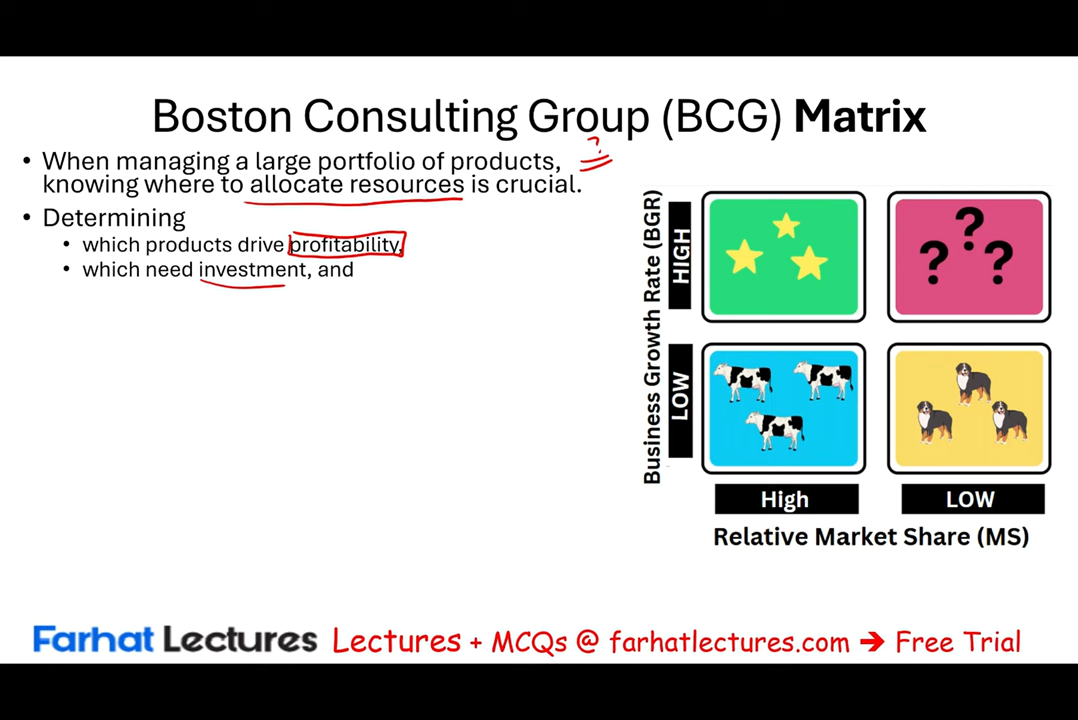 Boston Consulting Group (BCG) Matrix
• When managing a large portfolio of products,
?
knowing where to allocate resources is crucial.
• Determining
• which products drive profitability,
• which need investment, and
Business Growth Rate (BGR)
HIGH
LOW
? ? ?
High
LOW
Relative Market Share (MS)
Farhat Lectures Lectures + MCQs @ farhatlectures.com ➔ Free Trial